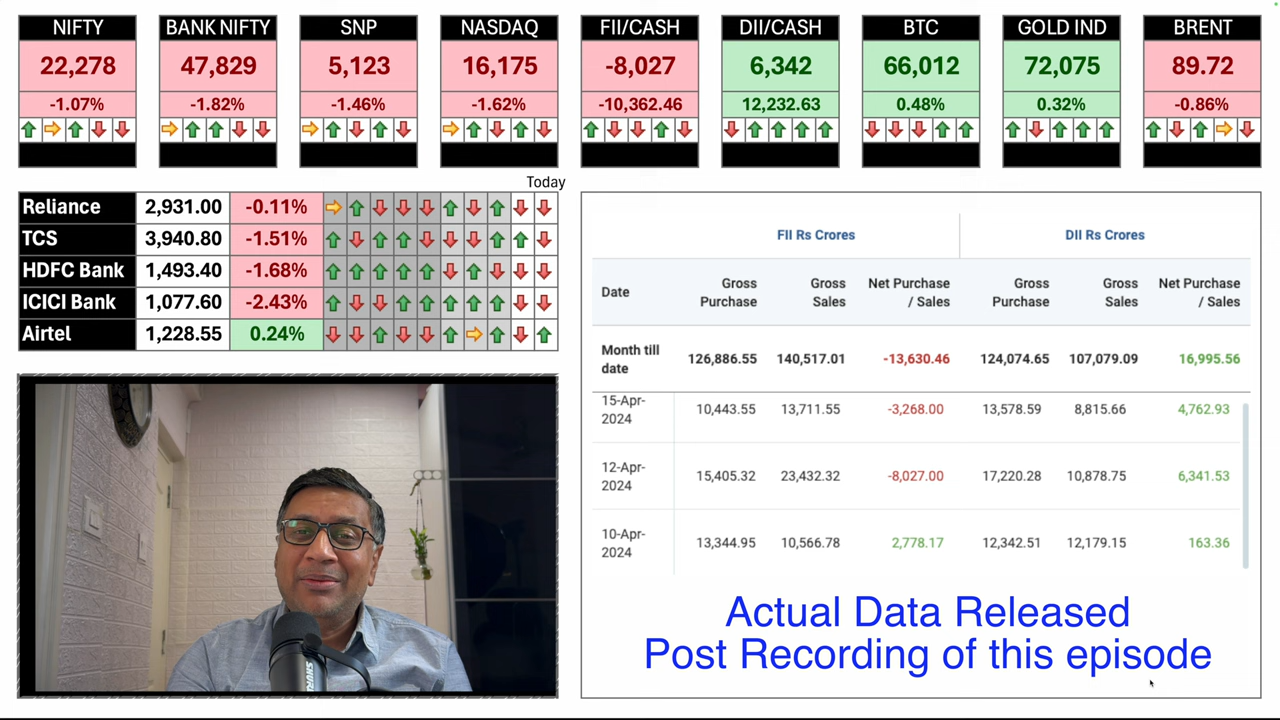 NIFTY BANK NIFTY SNP NASDAQ FII/CASH DII/CASH BTC GOLD IND BRENT
22,278 47,829 5,123 16,175 -8,027 6,342 66,012 72,075 89.72
-1.07% -1.82% -1.46% -1.62% -10,362.46 12,232.63 0.48% 0.32% -0.86%
Today
Reliance 2,931.00 -0.11%
TCS 3,940.80 -1.51%
HDFC Bank 1,493.40 -1.68%
ICICI Bank 1,077.60 -2.43%
Airtel 1,228.55 0.24%
FII Rs Crores DII Rs Crores
Date Gross Purchase Gross Sales Net Purchase / Sales Gross Purchase Gross Sales Net Purchase / Sales
Month till date 126,886.55 140,517.01 -13,630.46 124,074.65 107,079.09 16,995.56
15-Apr-2024 10,443.55 13,711.55 -3,268.00 13,578.59 8,815.66 4,762.93
12-Apr-2024 15,405.32 23,432.32 -8,027.00 17,220.28 10,878.75 6,341.53
10-Apr-2024 13,344.95 10,566.78 2,778.17 12,342.51 12,179.15 163.36
Actual Data Released
Post Recording of this episode
SHURE